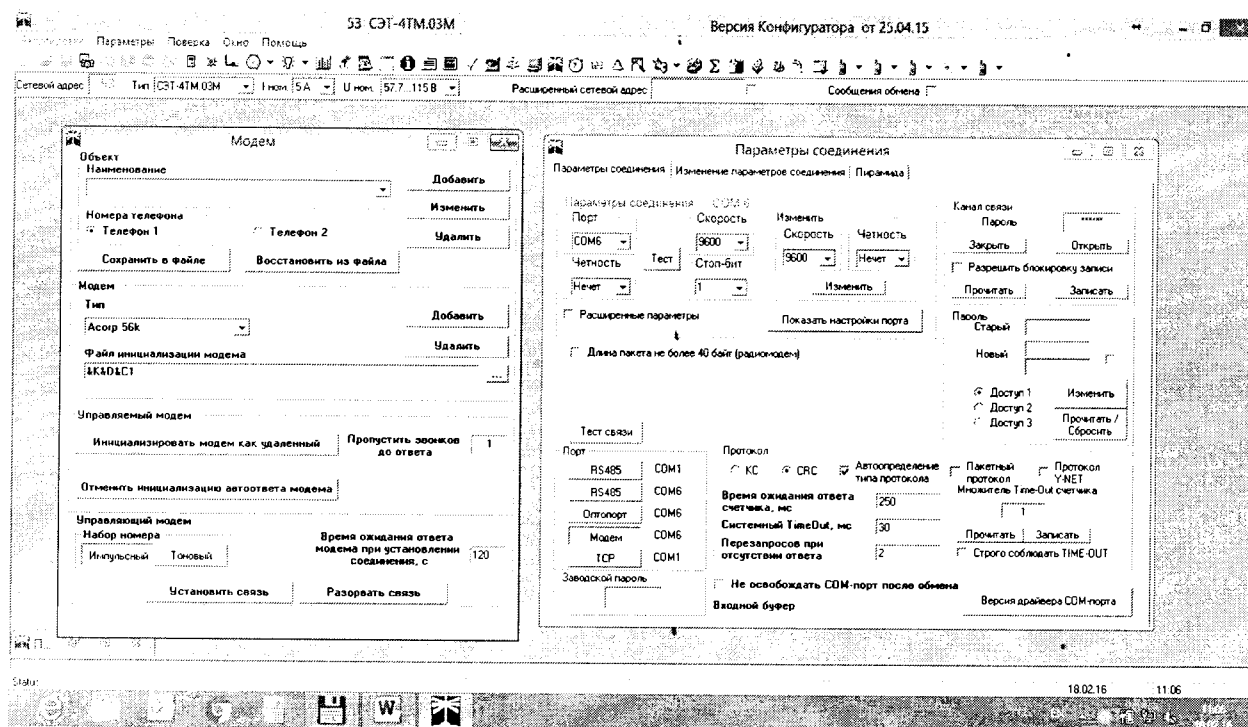 53 СЭТ-4ТМ.03М
Версия Конфигуратора от 25.04.15
Параметры Поверка Окно Помощь
Сетевой адрес
Тип СЭТ-4ТМ.03М I ном. 5 А U ном. 57.7...115 В
Расширенный сетевой адрес
Сообщения обмена
Модем
Объект
Наименование
Добавить
Изменить
Номера телефона
Телефон 1 Телефон 2
Удалить
Сохранить в файле Восстановить из файла
Модем
Тип
Добавить
Acorp 56k
Удалить
Файл инициализации модема
&K&D&C1
...
Управляемый модем
Инициализировать модем как удаленный
Пропустить звонков до ответа 1
Отменить инициализацию автоответа модема
Управляющий модем
Набор номера
Импульсный Тоновый
Время ожидания ответа модема при установлении соединения, с 120
Установить связь Разорвать связь
Параметры соединения
Параметры соединения Изменение параметров соединения Пирамида
Параметры соединения COM 6
Порт Скорость
COM6 9600
Четность Тест Стоп-бит
Нечет 1
Изменить
Скорость Четность
9600 Нечет
Изменить
Расширенные параметры
Показать настройки порта
Длина пакета не более 40 байт (радиомодем)
Канал связи
Пароль ******
Закрыть Открыть
Разрешить блокировку записи
Прочитать Записать
Пароль
Старый
Новый
Доступ 1
Доступ 2
Доступ 3
Изменить
Прочитать / Сбросить
Тест связи
Порт
RS485 COM1
RS485 COM6
Оптопорт COM6
Модем COM6
TCP COM1
Протокол
КС CRC
Автоопределение типа протокола
Пакетный протокол
Протокол Y-NET
Время ожидания ответа счетчика, мс 250
Системный TimeOut, мс 30
Перезапросов при отсутствии ответа 2
Множитель Time-Out счетчика
1
Прочитать Записать
Строго соблюдать TIME-OUT
Заводской пароль
Не освобождать COM-порт после обмена
Входной буфер
Версия драйвера COM-порта
Status:
18.02.16 11:06